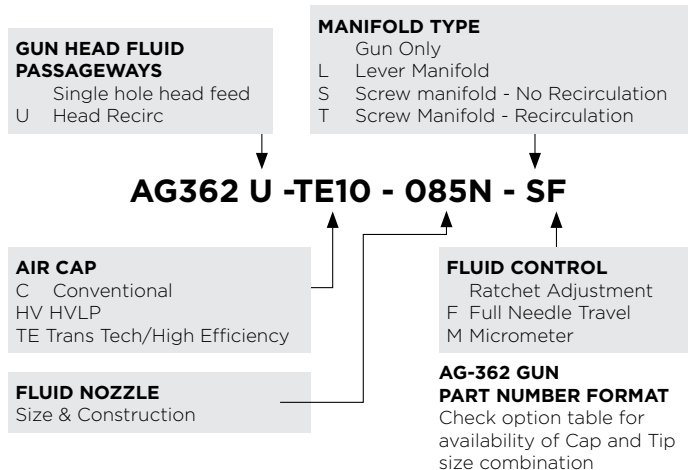 GUN HEAD FLUID
PASSAGEWAYS
Single hole head feed
U Head Recirc
MANIFOLD TYPE
Gun Only
L Lever Manifold
S Screw manifold - No Recirculation
T Screw Manifold - Recirculation
AG362 U -TE10 - 085N - SF
AIR CAP
C Conventional
HV HVLP
TE Trans Tech/High Efficiency
FLUID NOZZLE
Size & Construction
FLUID CONTROL
Ratchet Adjustment
F Full Needle Travel
M Micrometer
AG-362 GUN
PART NUMBER FORMAT
Check option table for
availability of Cap and Tip
size combination